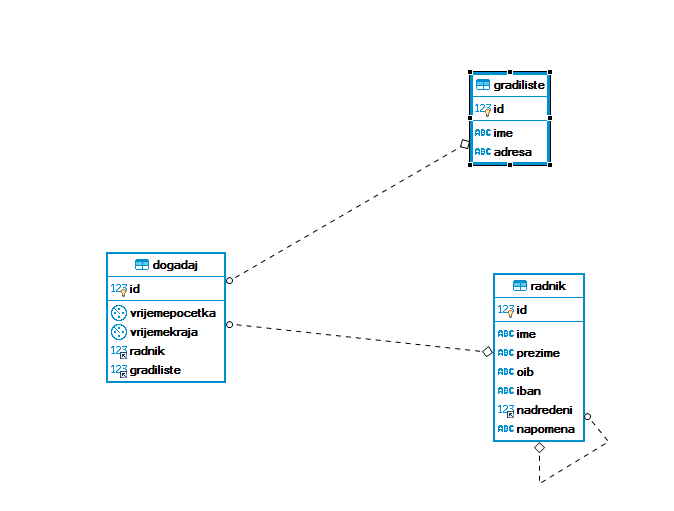 gradiliste
123 id
ABC ime
ABC adresa
dogadaj
123 id
vrijemepocetka
vrijemekraja
123 radnik
123 gradiliste
radnik
123 id
ABC ime
ABC prezime
ABC oib
ABC iban
123 nadredeni
ABC napomena